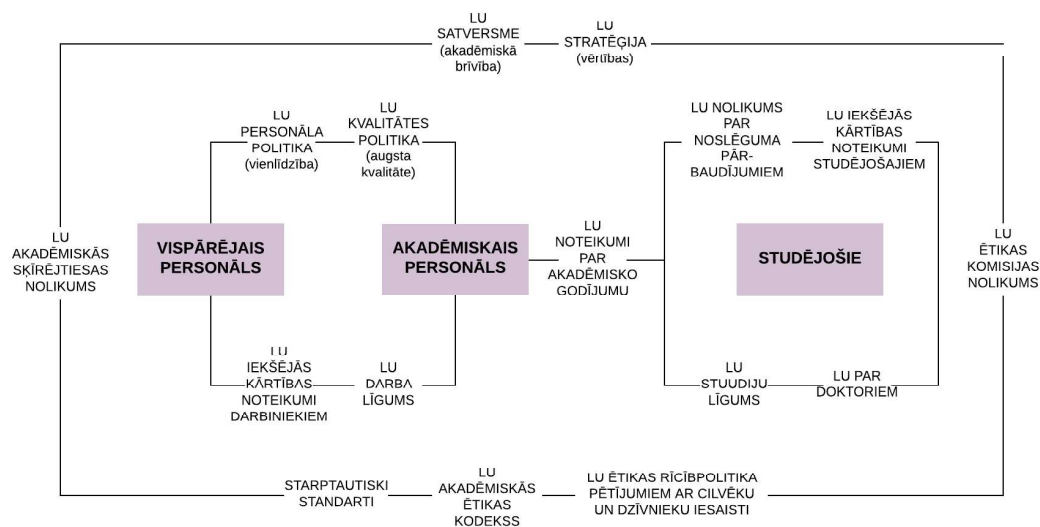 LU
SATVERSME
(akadēmiskā
brīvība)
LU
STRATĒĢIJA
(vērtības)
LU
PERSONĀLA
POLITIKA
(vienlīdzība)
LU
KVALITĀTES
POLITIKA
(augsta
kvalitāte)
LU NOLIKUMS
PAR
NOSLĒGUMA
PĀR-
BAUDĪJUMIEM
LU IEKŠĒJĀS
KĀRTĪBAS
NOTEIKUMI
STUDĒJOŠAJIEM
LU
AKADĒMISKĀS
ŠĶĪRĒJTIESAS
NOLIKUMS
VISPĀRĒJAIS
PERSONĀLS
AKADĒMISKAIS
PERSONĀLS
LU
NOTEIKUMI
PAR
AKADĒMISKO
GODĪJUMU
STUDĒJOŠIE
LU
ĒTIKAS
KOMISIJAS
NOLIKUMS
LU
IEKŠĒJĀS
KĀRTĪBAS
NOTEIKUMI
DARBINIEKIEM
LU
DARBA
LĪGUMS
LU
STUUDIJU
LĪGUMS
LU PAR
DOKTORIEM
STARPTAUTISKI
STANDARTI
LU
AKADĒMISKĀS
ĒTIKAS
KODEKSS
LU ĒTIKAS RĪCĪBPOLITIKA
PĒTĪJUMIEM AR CILVĒKU
UN DZĪVNIEKU IESAISTI